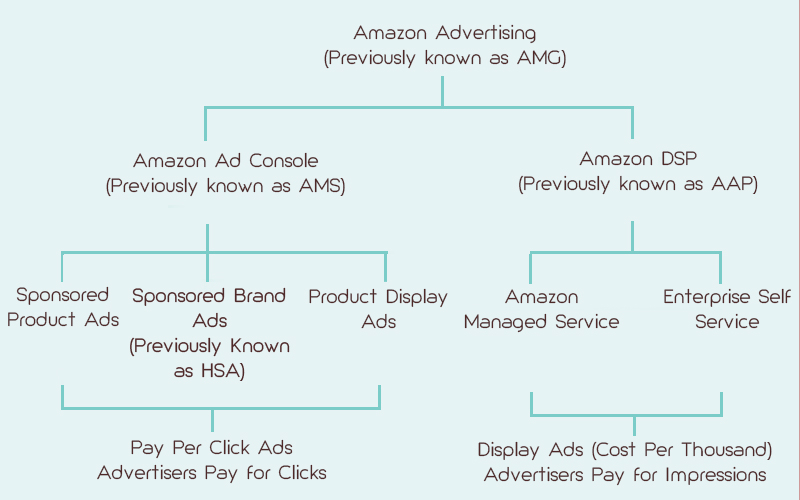 Amazon Advertising
(Previously known as AMG)
Amazon Ad Console
(Previously known as AMS)
Amazon DSP
(Previously known as AAP)
Sponsored
Product Ads
Sponsored Brand
Ads
(Previously Known
as HSA)
Product Display
Ads
Amazon
Managed Service
Enterprise Self
Service
Pay Per Click Ads
Advertisers Pay for Clicks
Display Ads (Cost Per Thousand)
Advertisers Pay for Impressions